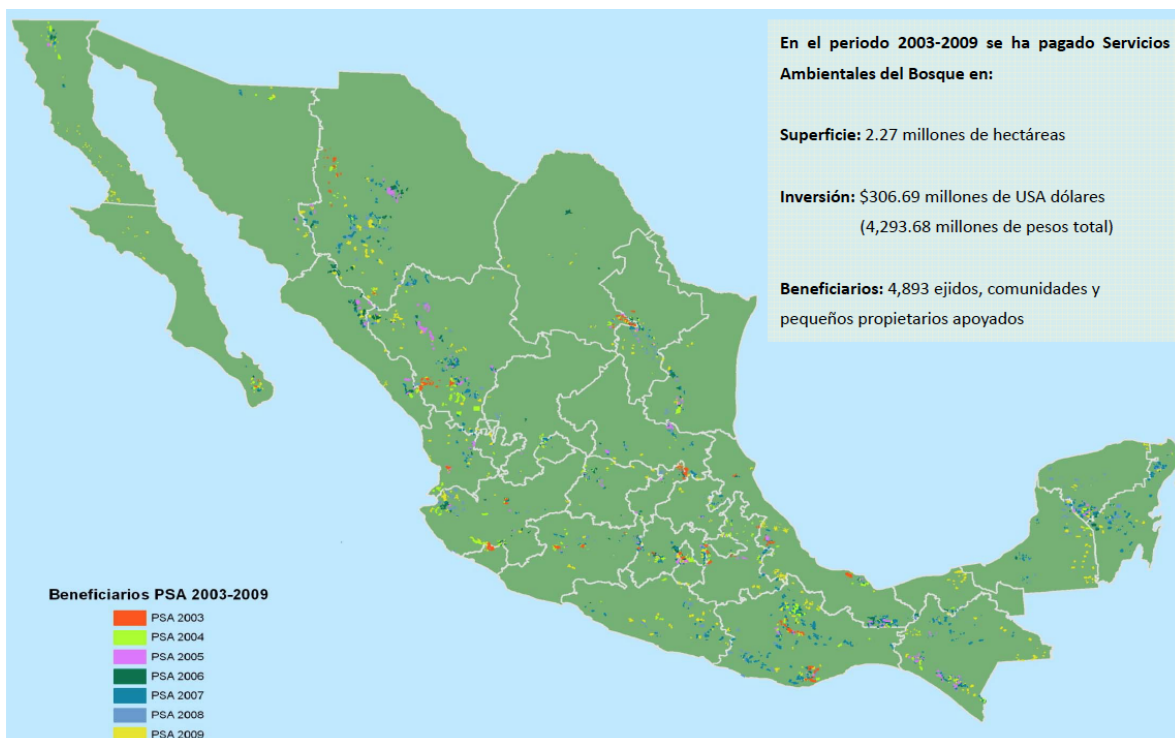 En el periodo 2003-2009 se ha pagado Servicios
Ambientales del Bosque en:
Superficie: 2.27 millones de hectáreas
Inversión: $306.69 millones de USA dólares
(4,293.68 millones de pesos total)
Beneficiarios: 4,893 ejidos, comunidades y
pequeños propietarios apoyados
Beneficiarios PSA 2003-2009
PSA 2003
PSA 2004
PSA 2005
PSA 2006
PSA 2007
PSA 2008
PSA 2009